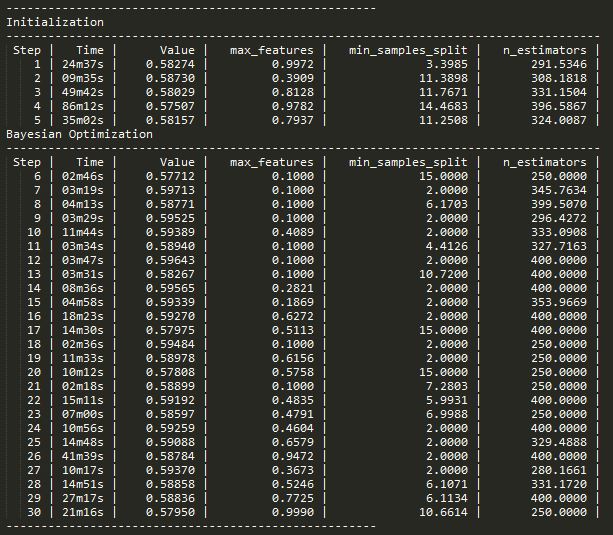 -----------------------------------------------------
Initialization
-------------------------------------------------------------------------------------
Step | Time | Value | max_features | min_samples_split | n_estimators |
1 | 24m37s | 0.58274 | 0.9972 | 3.3985 | 291.5346 |
2 | 09m35s | 0.58730 | 0.3909 | 11.3898 | 308.1818 |
3 | 49m42s | 0.58029 | 0.8128 | 11.7671 | 331.1504 |
4 | 86m12s | 0.57507 | 0.9782 | 14.4683 | 396.5867 |
5 | 35m02s | 0.58157 | 0.7937 | 11.2508 | 324.0087 |
Bayesian Optimization
-------------------------------------------------------------------------------------
Step | Time | Value | max_features | min_samples_split | n_estimators |
6 | 02m46s | 0.57712 | 0.1000 | 15.0000 | 250.0000 |
7 | 03m19s | 0.59713 | 0.1000 | 2.0000 | 345.7634 |
8 | 04m13s | 0.58771 | 0.1000 | 6.1703 | 399.5070 |
9 | 03m29s | 0.59525 | 0.1000 | 2.0000 | 296.4272 |
10 | 11m44s | 0.59389 | 0.4089 | 2.0000 | 333.0908 |
11 | 03m34s | 0.58940 | 0.1000 | 4.4126 | 327.7163 |
12 | 03m47s | 0.59643 | 0.1000 | 2.0000 | 400.0000 |
13 | 03m31s | 0.58267 | 0.1000 | 10.7200 | 400.0000 |
14 | 08m36s | 0.59565 | 0.2821 | 2.0000 | 400.0000 |
15 | 04m58s | 0.59339 | 0.1869 | 2.0000 | 353.9669 |
16 | 18m23s | 0.59270 | 0.6272 | 2.0000 | 400.0000 |
17 | 14m30s | 0.57975 | 0.5113 | 15.0000 | 400.0000 |
18 | 02m36s | 0.59484 | 0.1000 | 2.0000 | 250.0000 |
19 | 11m33s | 0.58978 | 0.6156 | 2.0000 | 250.0000 |
20 | 10m12s | 0.57808 | 0.5758 | 15.0000 | 250.0000 |
21 | 02m18s | 0.58899 | 0.1000 | 7.2803 | 250.0000 |
22 | 15m11s | 0.59192 | 0.4835 | 5.9931 | 400.0000 |
23 | 07m00s | 0.58597 | 0.4791 | 6.9988 | 250.0000 |
24 | 10m56s | 0.59259 | 0.4604 | 2.0000 | 400.0000 |
25 | 14m48s | 0.59088 | 0.6579 | 2.0000 | 329.4888 |
26 | 41m39s | 0.58784 | 0.9472 | 2.0000 | 400.0000 |
27 | 10m17s | 0.59370 | 0.3673 | 2.0000 | 280.1661 |
28 | 14m51s | 0.58858 | 0.5246 | 6.1071 | 331.1720 |
29 | 27m17s | 0.58836 | 0.7725 | 6.1134 | 400.0000 |
30 | 21m16s | 0.57950 | 0.9990 | 10.6614 | 250.0000 |
-----------------------------------------------------